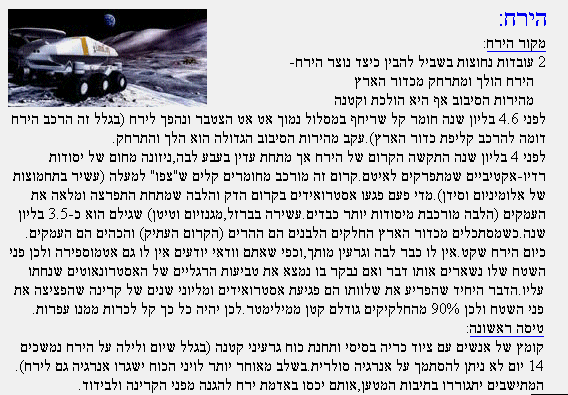 הירח:
מקור הירח:
2 עובדות נחוצות בשביל להבין כיצד נוצר הירח-
הירח הולך ומתרחק מכדור הארץ
מהירות הסיבוב אף היא הולכת וקטנה
לפני 4.6 בליון שנה חומר קל שריחף במסלול נמוך אט אט הצטבר ונהפך לירח (בגלל זה הרכב הירח
דומה להרכב קליפת כדור הארץ).עקב מהירות הסיבוב הגדולה הוא הלך והתרחק.
לפני 4 בליון שנה התקשה הקרום של הירח אך מתחת עדין בעבע לבה,ניזונה מחום של יסודות
רדיו-אקטיביים שמתפרקים לאיטם.קרום זה מורכב מחומרים קלים ש"צפו" למעלה (עשיר בתחמוצות
של אלומיניום וסידן).מדי פעם פגעו אסטרואידים בקרום הדק והלבה שמתחת התפרצה ומלאה את
העמקים (הלבה מורכבת מיסודות יותר כבדים.עשירה בברזל,מגנזיום וטיטן) שגילם הוא כ-3.5 בליון
שנה.כשמסתכלים מכדור הארץ החלקים הלבנים הם ההרים (הקרום העתיק) והכהים הם העמקים.
כיום הירח שקט.אין לו כבר לבה וגרעין מותך,וכפי שאתם וודאי יודעים אין לו גם אטמוספירה ולכן פני
השטח שלו נשארים אותו דבר ואם נבקר בו נמצא את טביעות הרגליים של האסטרונאוטים שנחתו
עליו.הדבר היחיד שהפריע את שלוותו הם פגיעת אסטרואידים ומליוני שנים של קרינה שהפציצה את
פני השטח ולכן 90% מהחלקיקים גודלם קטן ממילימטר.לכן יהיה כל כך קל לכרות ממנו עפרות.
טיסה ראשונה:
קומץ של אנשים עם ציוד כריה בסיסי ותחנת כוח גרעיני קטנה (בגלל שיום ולילה על הירח נמשכים
14 יום לא ניתן להסתמך על אנרגיה סולרית.בשלב מאוחר יותר לוויני הכוח ישגרו אנרגיה גם לירח).
המתישבים יתגוררו בתיבות המטען,אותם יכסו באדמת ירח להגנה מפני הקרינה ולבידוד.